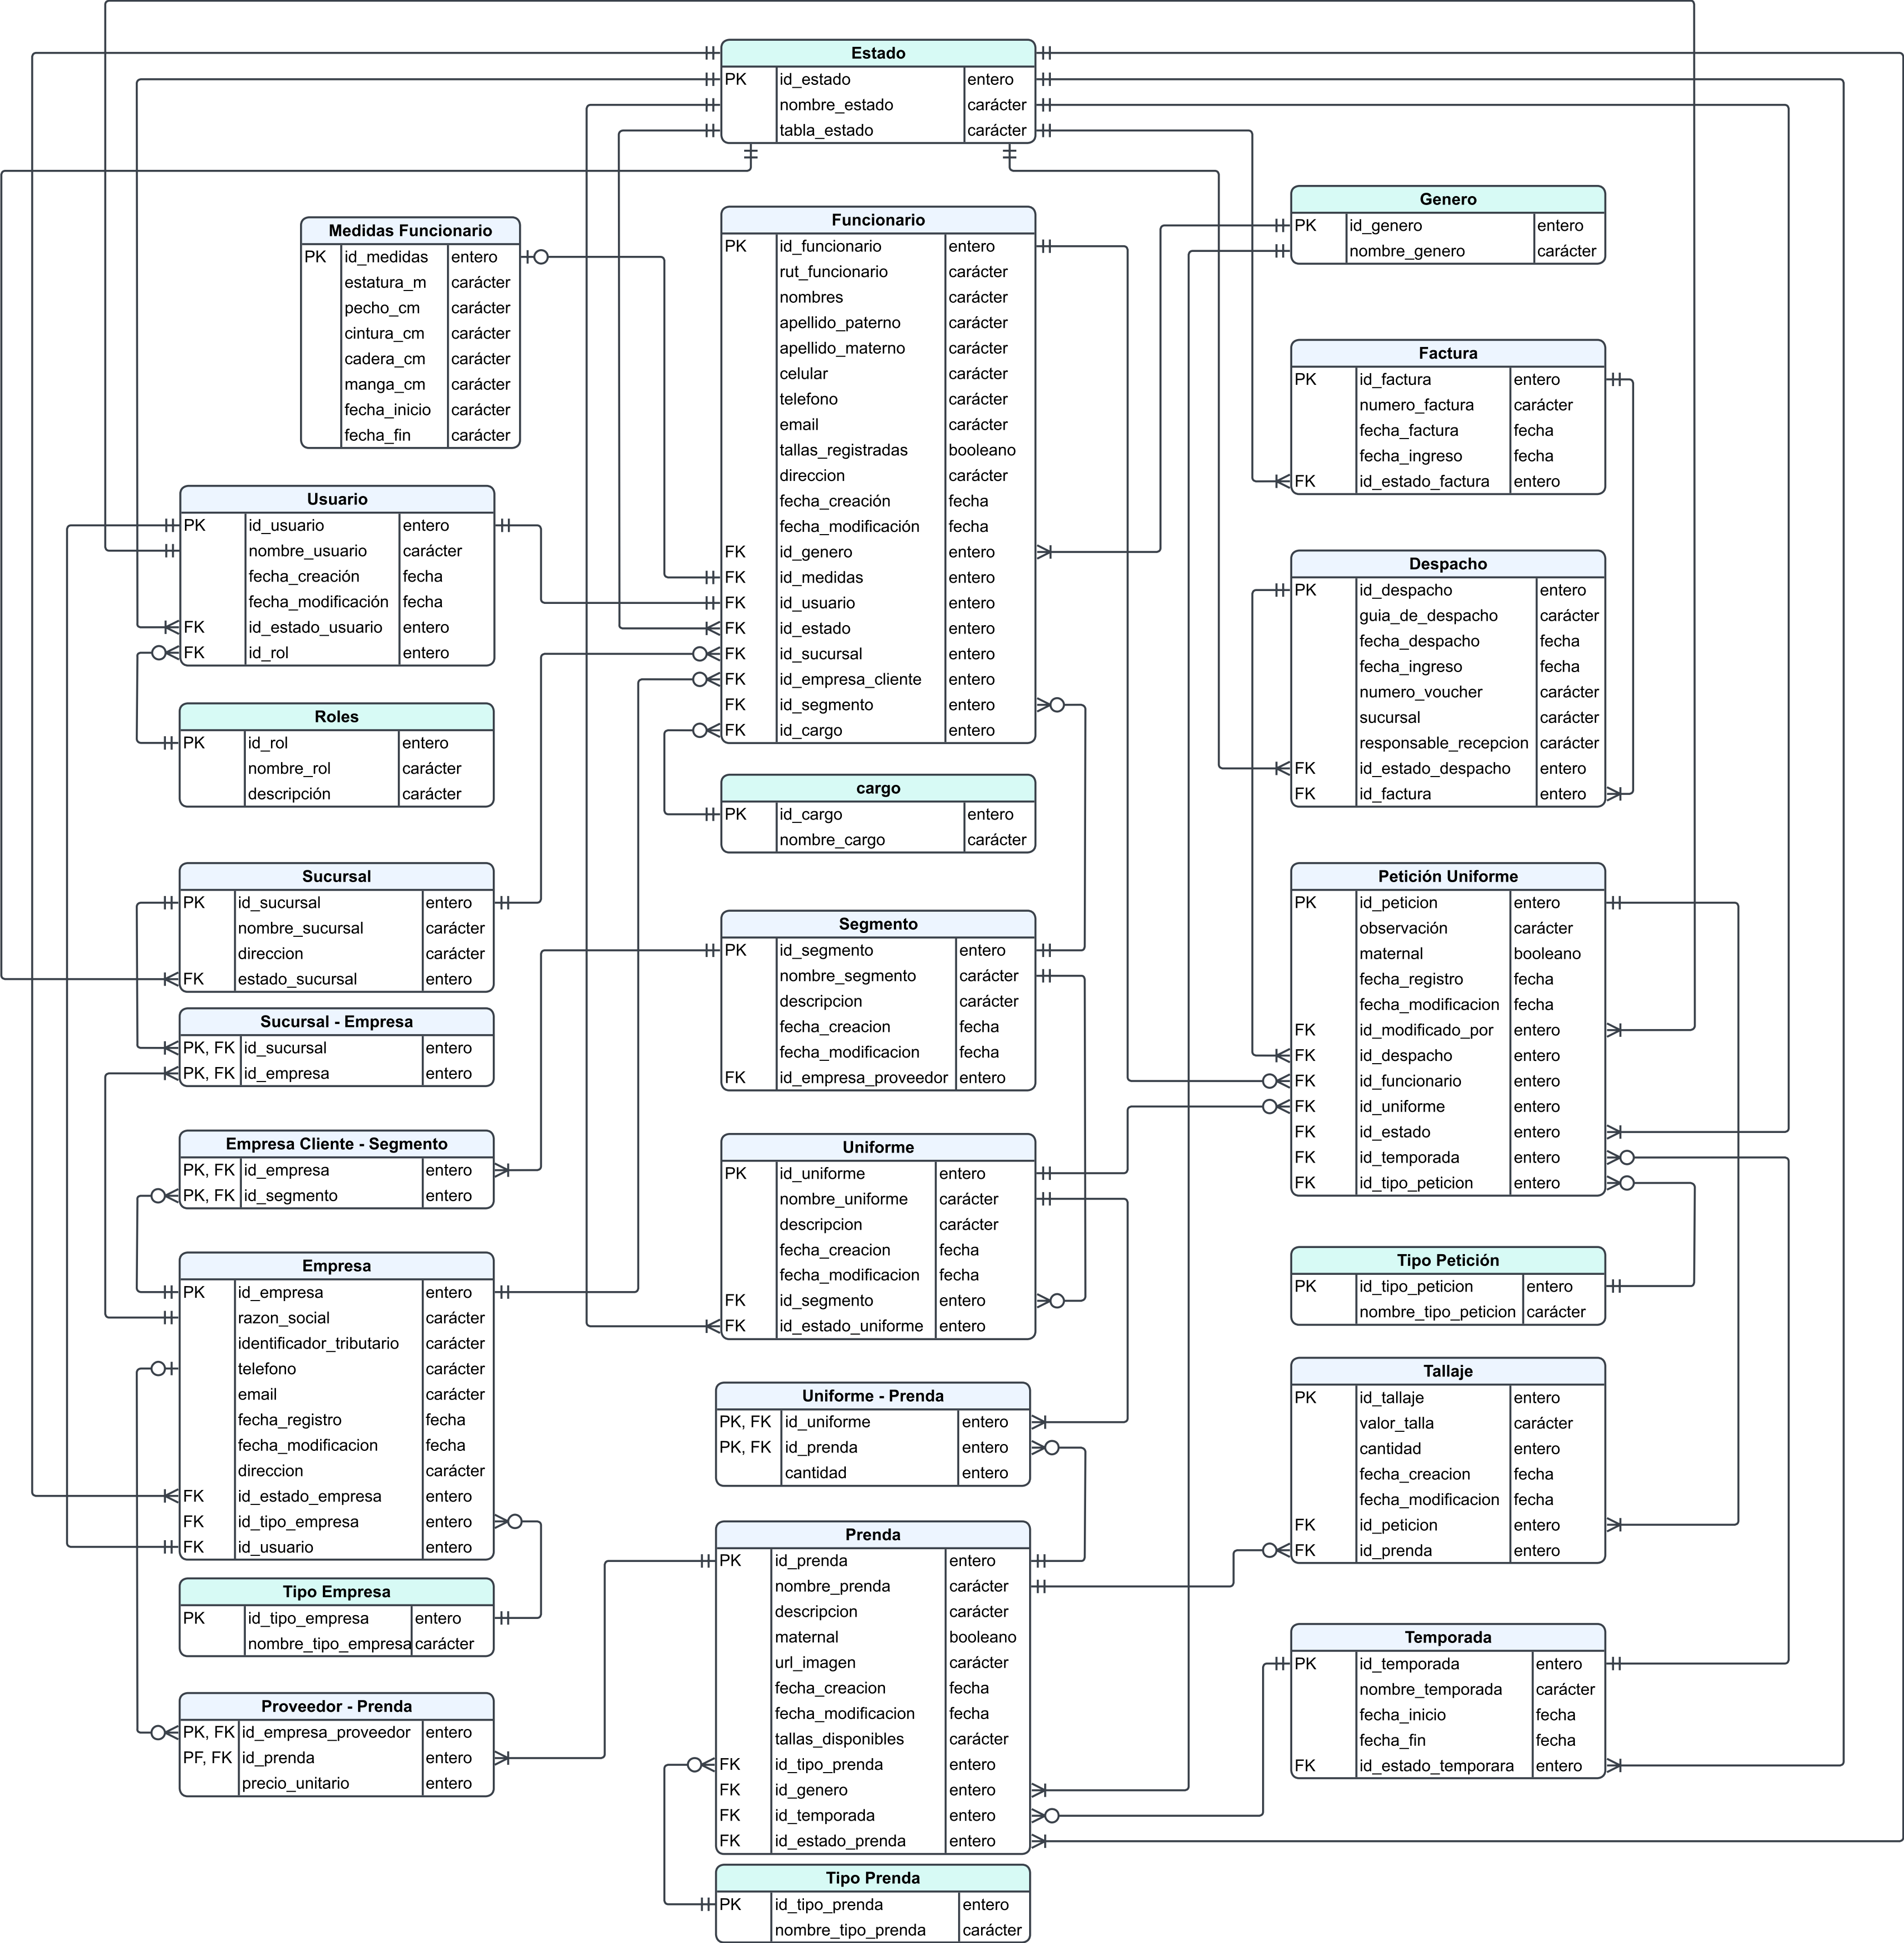 Estado
PK id_estado entero
nombre_estado carácter
tabla_estado carácter
Genero
PK id_genero entero
nombre_genero carácter
Medidas Funcionario
PK id_medidas entero
estatura_m carácter
pecho_cm carácter
cintura_cm carácter
cadera_cm carácter
manga_cm carácter
fecha_inicio carácter
fecha_fin carácter
Funcionario
PK id_funcionario entero
rut_funcionario carácter
nombres carácter
apellido_paterno carácter
apellido_materno carácter
celular carácter
telefono carácter
email carácter
tallas_registradas booleano
direccion carácter
fecha_creación fecha
fecha_modificación fecha
FK id_genero entero
FK id_medidas entero
FK id_usuario entero
FK id_estado entero
FK id_sucursal entero
FK id_empresa_cliente entero
FK id_segmento entero
FK id_cargo entero
Factura
PK id_factura entero
numero_factura carácter
fecha_factura fecha
fecha_ingreso fecha
FK id_estado_factura entero
Usuario
PK id_usuario entero
nombre_usuario carácter
fecha_creación fecha
fecha_modificación fecha
FK id_estado_usuario entero
FK id_rol entero
Despacho
PK id_despacho entero
guia_de_despacho carácter
fecha_despacho fecha
fecha_ingreso fecha
numero_voucher carácter
sucursal carácter
responsable_recepcion carácter
FK id_estado_despacho entero
FK id_factura entero
Roles
PK id_rol entero
nombre_rol carácter
descripción carácter
cargo
PK id_cargo entero
nombre_cargo carácter
Sucursal
PK id_sucursal entero
nombre_sucursal carácter
direccion carácter
FK estado_sucursal entero
Segmento
PK id_segmento entero
nombre_segmento carácter
descripcion carácter
fecha_creacion fecha
fecha_modificacion fecha
FK id_empresa_proveedor entero
Petición Uniforme
PK id_peticion entero
observación carácter
maternal booleano
fecha_registro fecha
fecha_modificacion fecha
FK id_modificado_por entero
FK id_despacho entero
FK id_funcionario entero
FK id_uniforme entero
FK id_estado entero
FK id_temporada entero
FK id_tipo_peticion entero
Sucursal - Empresa
PK, FK id_sucursal entero
PK, FK id_empresa entero
Empresa Cliente - Segmento
PK, FK id_empresa entero
PK, FK id_segmento entero
Uniforme
PK id_uniforme entero
nombre_uniforme carácter
descripcion carácter
fecha_creacion fecha
fecha_modificacion fecha
FK id_segmento entero
FK id_estado_uniforme entero
Empresa
PK id_empresa entero
razon_social carácter
identificador_tributario carácter
telefono carácter
email carácter
fecha_registro fecha
fecha_modificacion fecha
direccion carácter
FK id_estado_empresa entero
FK id_tipo_empresa entero
FK id_usuario entero
Tipo Petición
PK id_tipo_peticion entero
nombre_tipo_peticion carácter
Uniforme - Prenda
PK, FK id_uniforme entero
PK, FK id_prenda entero
cantidad entero
Tallaje
PK id_tallaje entero
valor_talla carácter
cantidad entero
fecha_creacion fecha
fecha_modificacion fecha
FK id_peticion entero
FK id_prenda entero
Tipo Empresa
PK id_tipo_empresa entero
nombre_tipo_empresa carácter
Prenda
PK id_prenda entero
nombre_prenda carácter
descripcion carácter
maternal booleano
url_imagen carácter
fecha_creacion fecha
fecha_modificacion fecha
tallas_disponibles carácter
FK id_tipo_prenda entero
FK id_genero entero
FK id_temporada entero
FK id_estado_prenda entero
Temporada
PK id_temporada entero
nombre_temporada carácter
fecha_inicio fecha
fecha_fin fecha
FK id_estado_temporara entero
Proveedor - Prenda
PK, FK id_empresa_proveedor entero
PF, FK id_prenda entero
precio_unitario entero
Tipo Prenda
PK id_tipo_prenda entero
nombre_tipo_prenda carácter